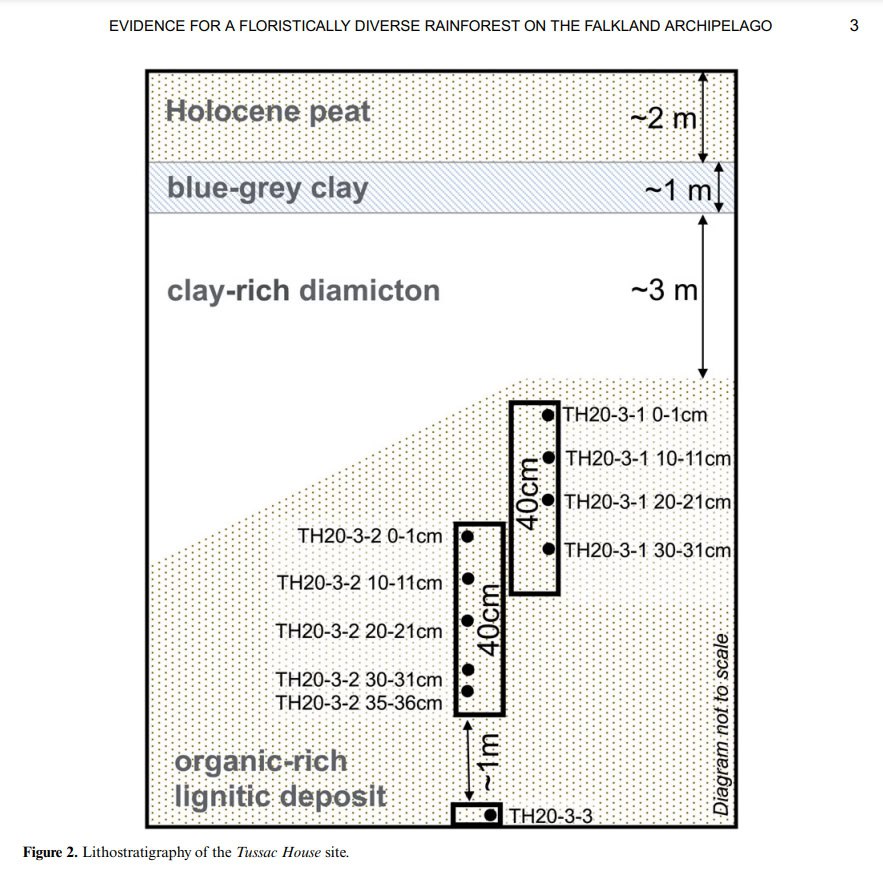 EVIDENCE FOR A FLORISTICALLY DIVERSE RAINFOREST ON THE FALKLAND ARCHIPELAGO
3
Holocene peat
~2 m
blue-grey clay
~1 m
clay-rich diamicton
~3 m
40cm
TH20-3-1 0-1cm
TH20-3-1 10-11cm
TH20-3-1 20-21cm
TH20-3-1 30-31cm
TH20-3-2 0-1cm
TH20-3-2 10-11cm
TH20-3-2 20-21cm
TH20-3-2 30-31cm
TH20-3-2 35-36cm
40cm
~1m
organic-rich
lignitic deposit
TH20-3-3
Diagram not to scale
Figure 2. Lithostratigraphy of the Tussac House site.